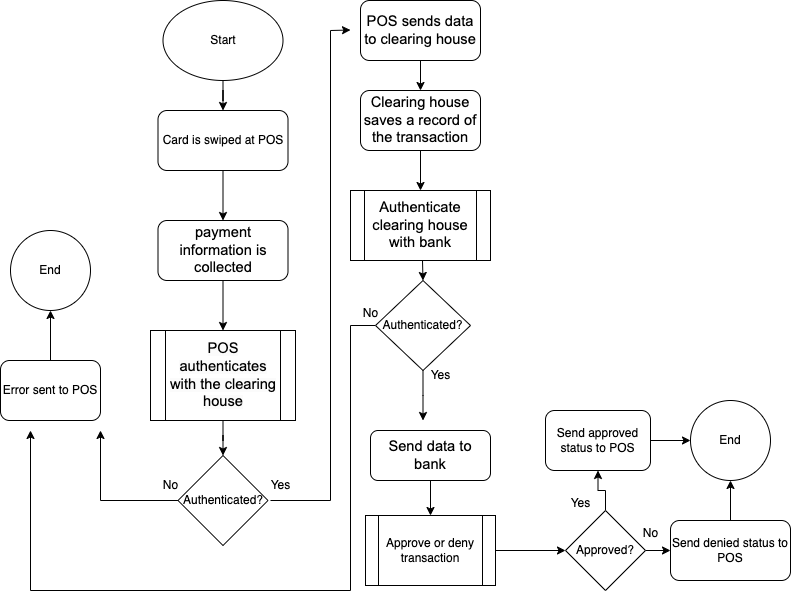 Start
Card is swiped at POS
payment
information is
collected
POS
authenticates
with the clearing
house
Authenticated?
No
Yes
Error sent to POS
End
POS sends data
to clearing house
Clearing house
saves a record of
the transaction
Authenticate
clearing house
with bank
Authenticated?
No
Yes
Send data to
bank
Approve or deny
transaction
Approved?
Yes
No
Send approved
status to POS
Send denied status to
POS
End